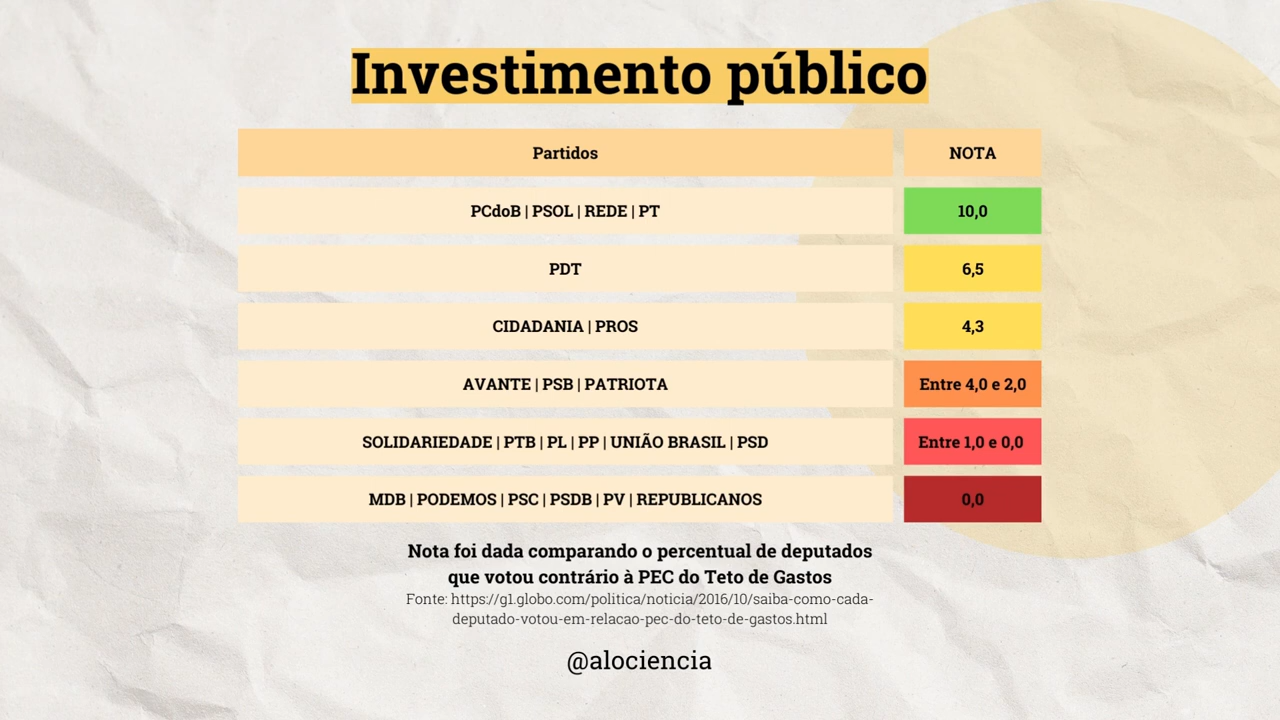 Investimento público
Partidos NOTA
PCdoB | PSOL | REDE | PT 10,0
PDT 6,5
CIDADANIA | PROS 4,3
AVANTE | PSB | PATRIOTA Entre 4,0 e 2,0
SOLIDARIEDADE | PTB | PL | PP | UNIÃO BRASIL | PSD Entre 1,0 e 0,0
MDB | PODEMOS | PSC | PSDB | PV | REPUBLICANOS 0,0
Nota foi dada comparando o percentual de deputados
que votou contrário à PEC do Teto de Gastos
Fonte: https://g1.globo.com/politica/noticia/2016/10/saiba-como-cada-
deputado-votou-em-relacao-pec-do-teto-de-gastos.html
@alociencia